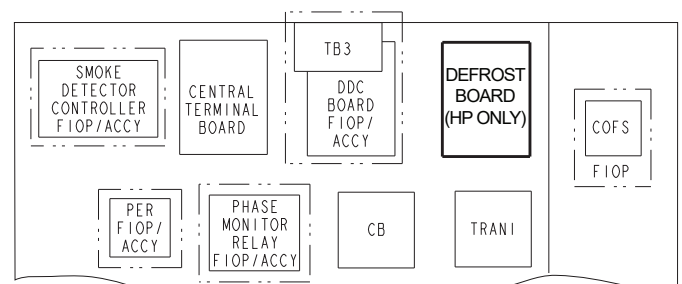 SMOKE
DETECTOR
CONTROLLER
FIOP/ACCY
CENTRAL
TERMINAL
BOARD
TB3
DDC
BOARD
FIOP/
ACCY
DEFROST
BOARD
(HP ONLY)
COFS
FIOP
PER
FIOP/
ACCY
PHASE
MONITOR
RELAY
FIOP/ACCY
CB
TRAN1